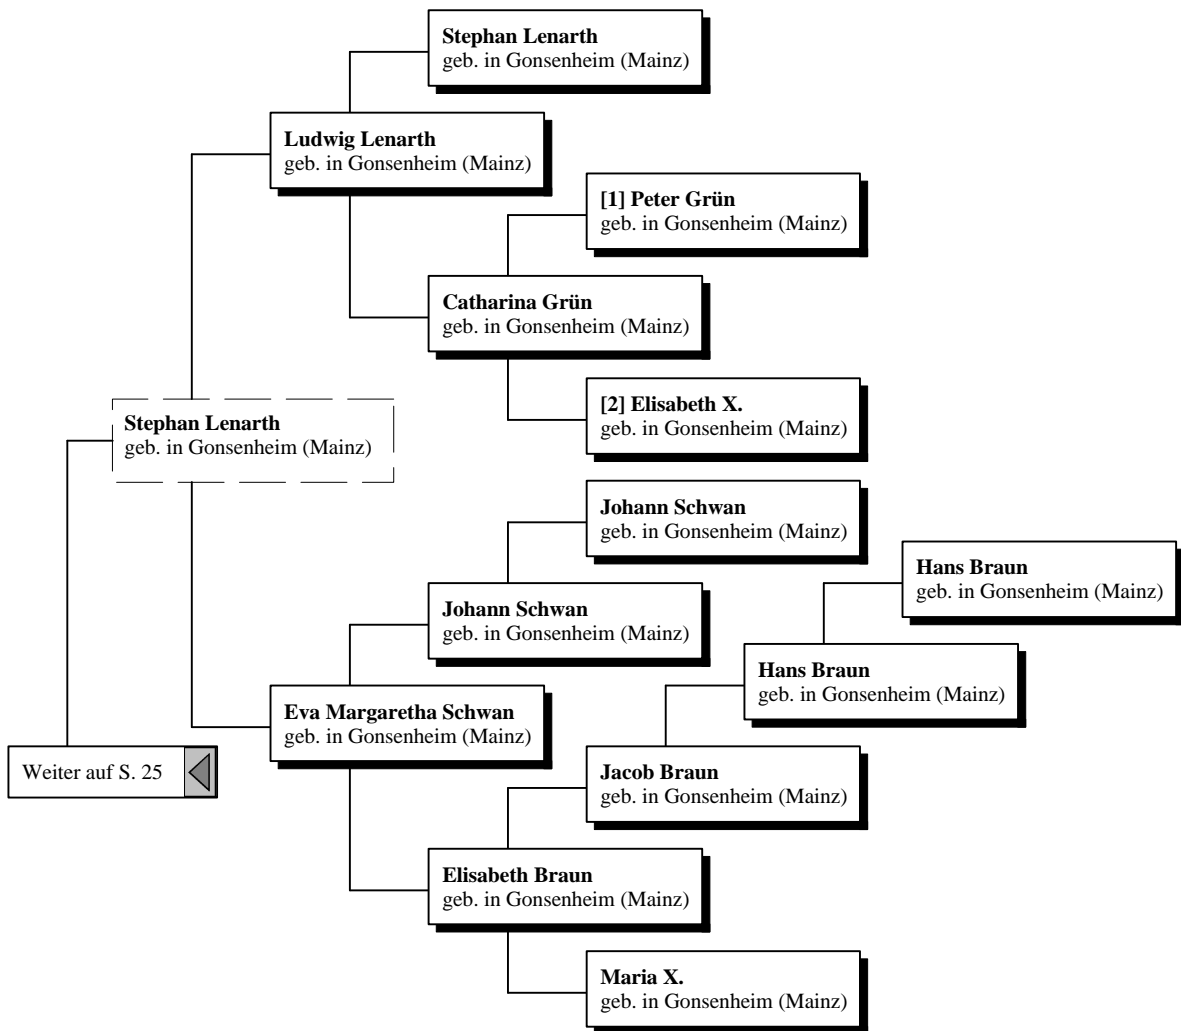 Stephan Lenarth
geb. in Gonsenheim (Mainz)
Ludwig Lenarth
geb. in Gonsenheim (Mainz)
[1] Peter Grün
geb. in Gonsenheim (Mainz)
Catharina Grün
geb. in Gonsenheim (Mainz)
[2] Elisabeth X.
geb. in Gonsenheim (Mainz)
Stephan Lenarth
geb. in Gonsenheim (Mainz)
Johann Schwan
geb. in Gonsenheim (Mainz)
Hans Braun
geb. in Gonsenheim (Mainz)
Johann Schwan
geb. in Gonsenheim (Mainz)
Hans Braun
geb. in Gonsenheim (Mainz)
Eva Margaretha Schwan
geb. in Gonsenheim (Mainz)
Weiter auf S. 25
Jacob Braun
geb. in Gonsenheim (Mainz)
Elisabeth Braun
geb. in Gonsenheim (Mainz)
Maria X.
geb. in Gonsenheim (Mainz)